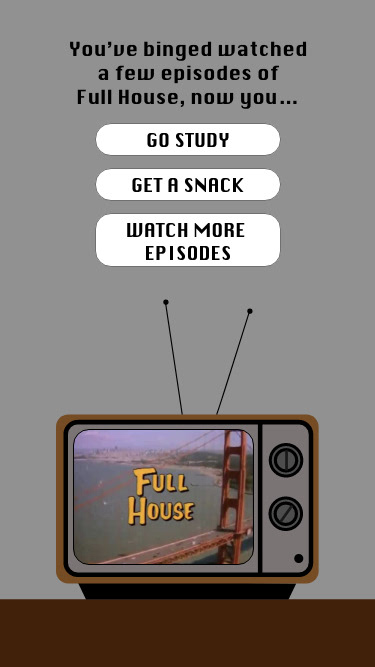 You've binged watched
a few episodes of
Full House, now you...
GO STUDY
GET A SNACK
WATCH MORE
EPISODES
FULL
HOUSE